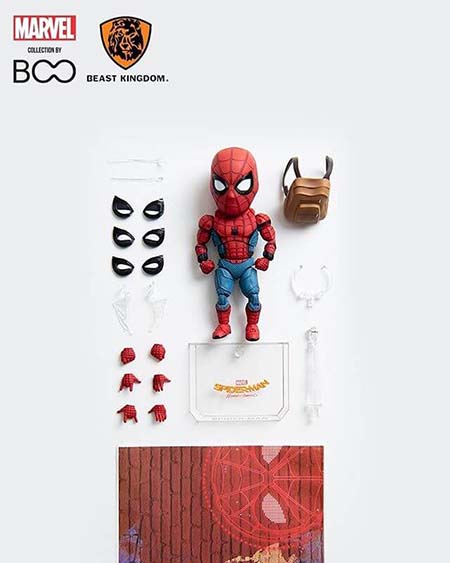 MARVEL
COLLECTION BY
BOO
BEAST KINGDOM.
MARVEL
SPIDER-MAN